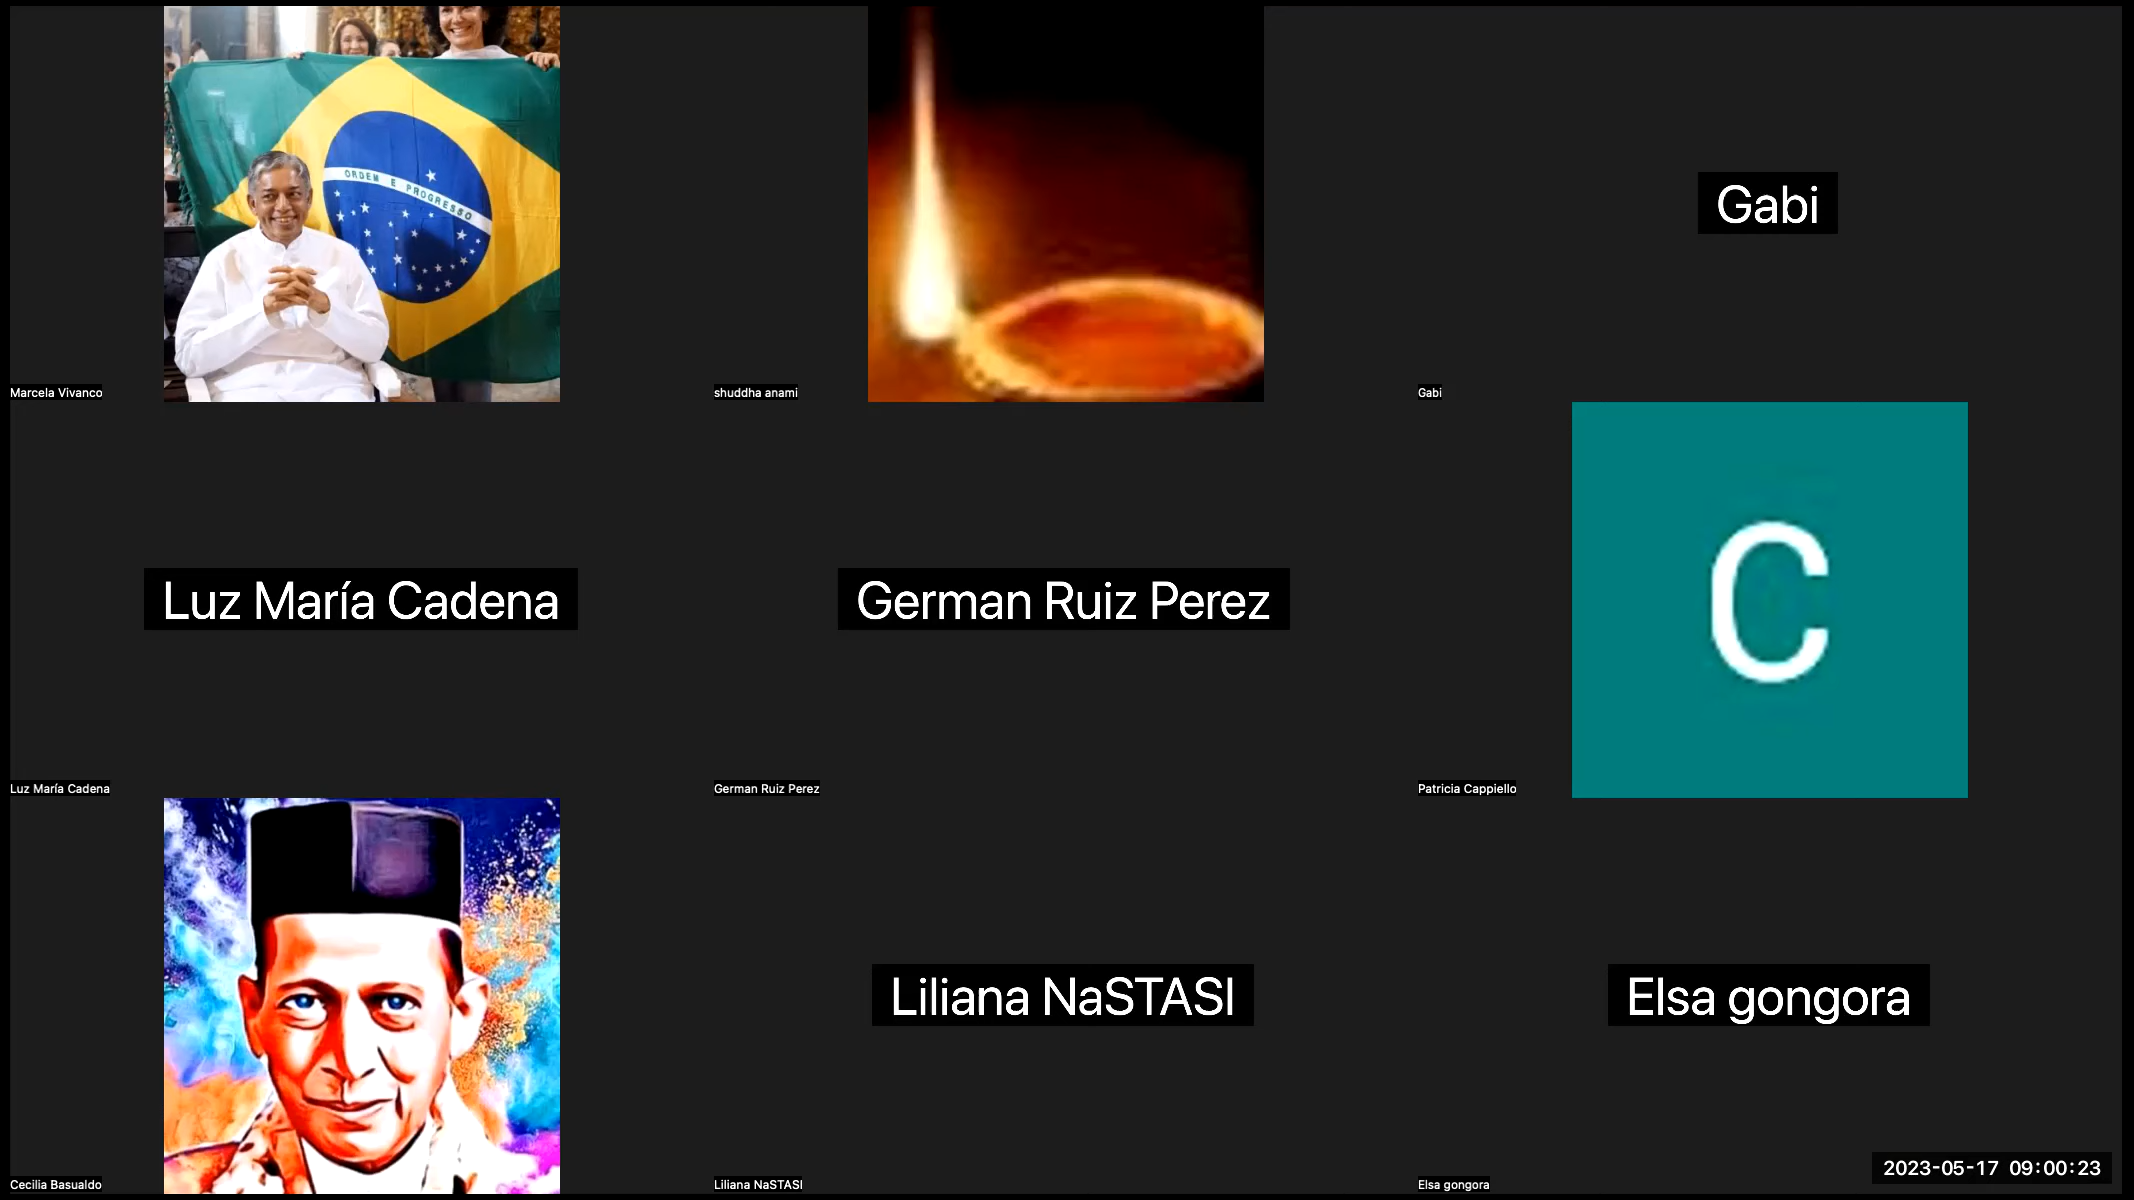 ORDEM E PROGRESSO
Gabi
Marcela Vivanco
shuddha anami
Gabi
Luz María Cadena
German Ruiz Perez
C
Luz María Cadena
German Ruiz Perez
Patricia Cappiello
Liliana NaSTASI
Elsa gongora
2023-05-17 09:00:23
Cecilia Basualdo
Liliana NaSTASI
Elsa gongora